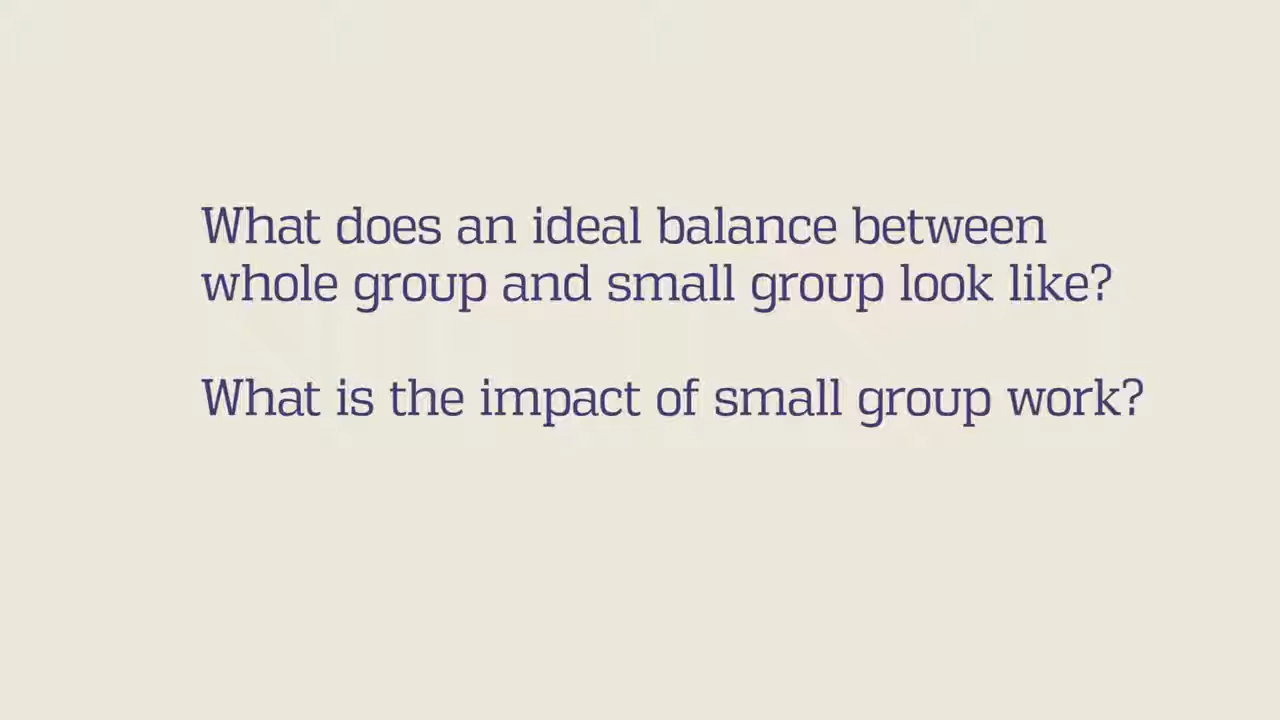 What does an ideal balance between
whole group and small group look like?
What is the impact of small group work?